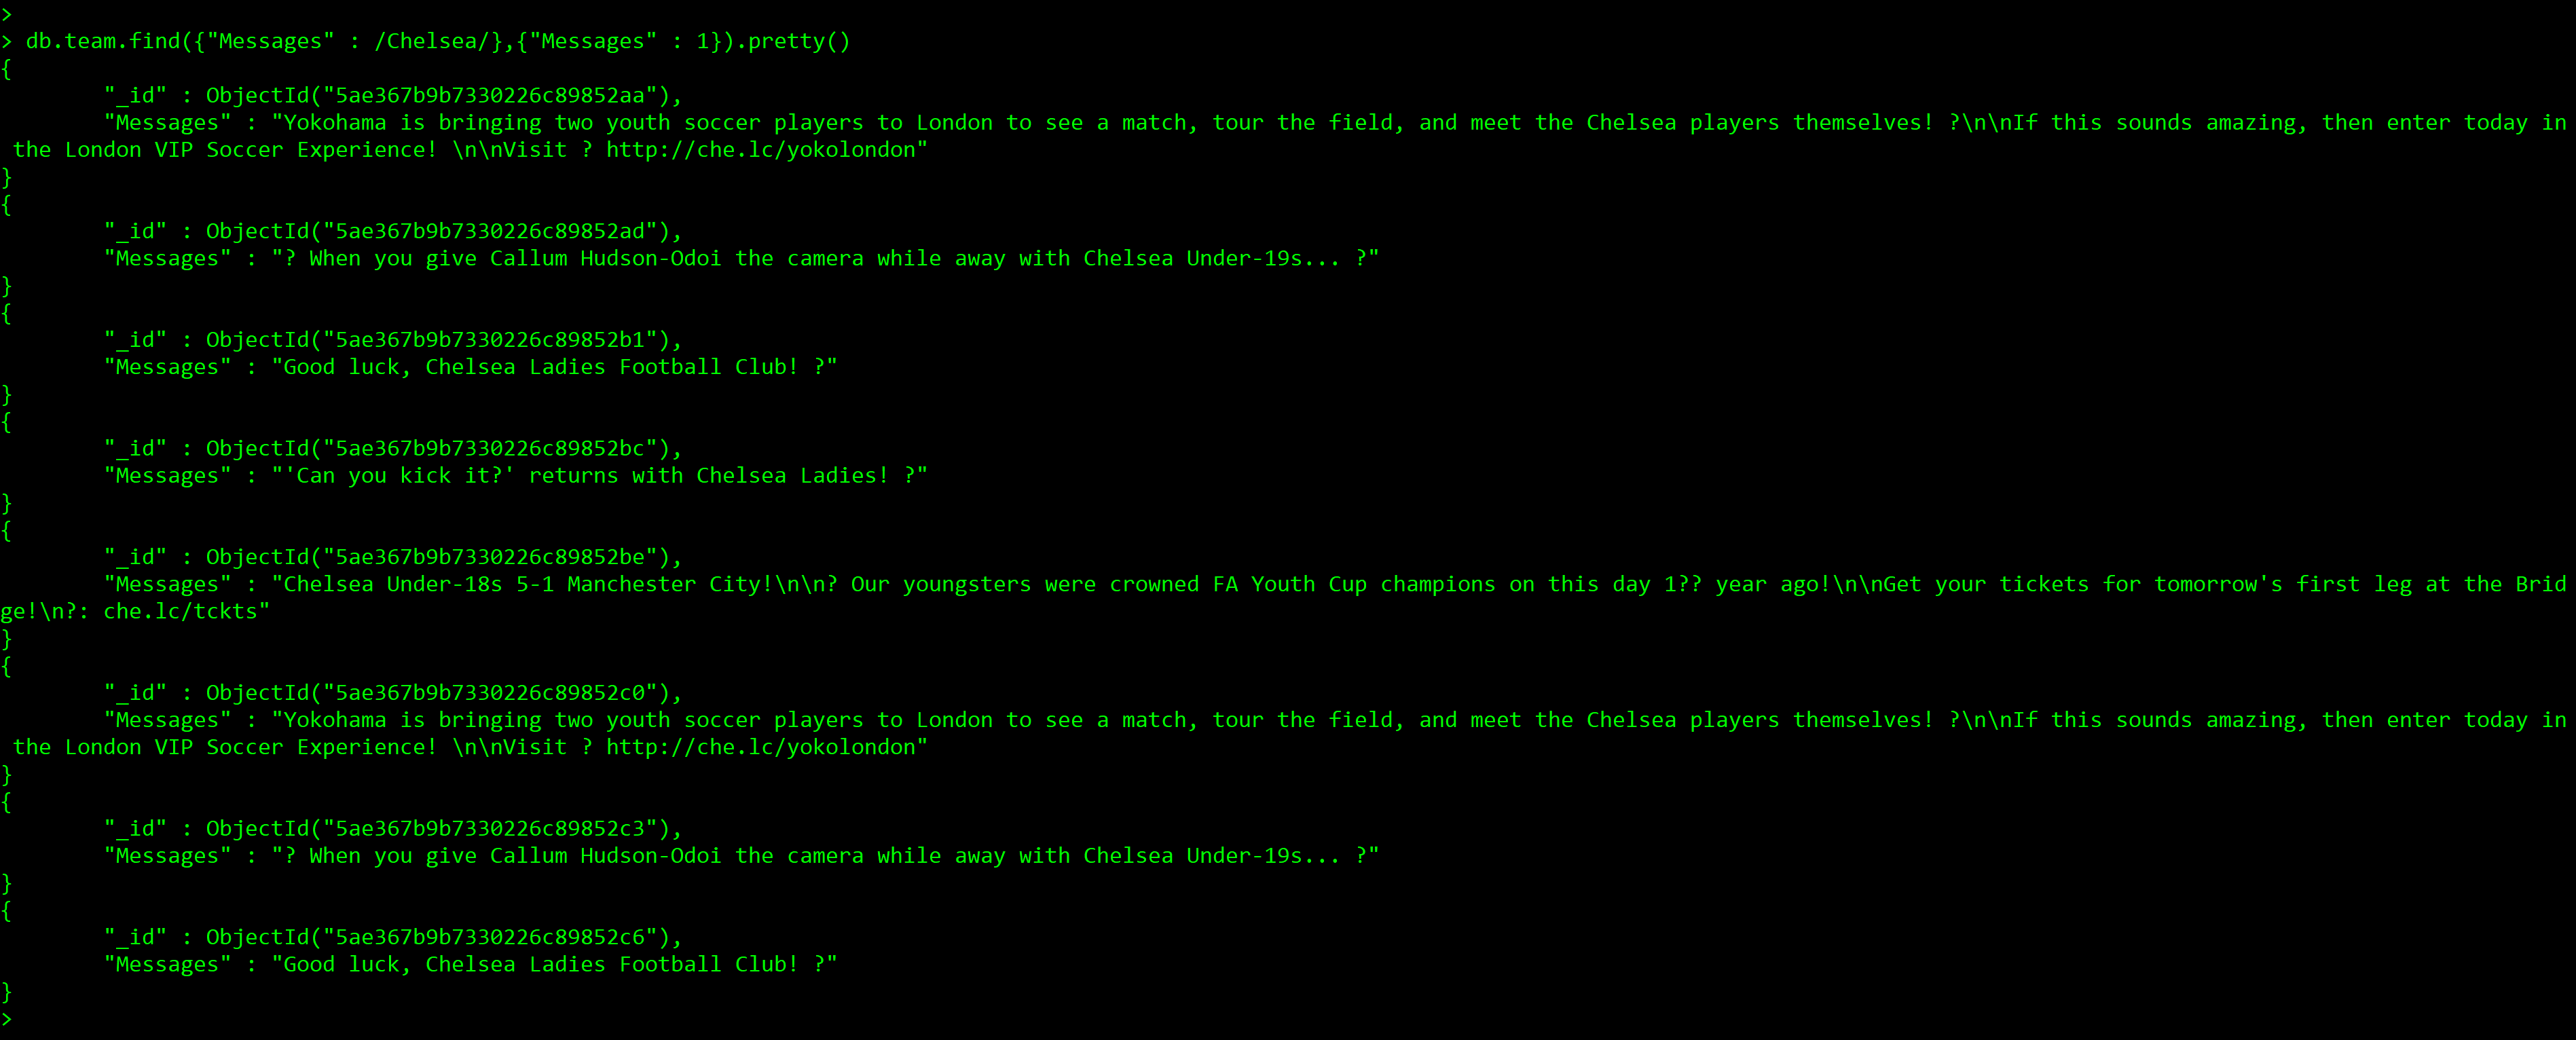 >
> db.team.find({"Messages" : /Chelsea/},{"Messages" : 1}).pretty()
{
        "_id" : ObjectId("5ae367b9b7330226c89852aa"),
        "Messages" : "Yokohama is bringing two youth soccer players to London to see a match, tour the field, and meet the Chelsea players themselves! ?\n\nIf this sounds amazing, then enter today in
 the London VIP Soccer Experience! \n\nVisit ? http://che.lc/yokolondon"
}
{
        "_id" : ObjectId("5ae367b9b7330226c89852ad"),
        "Messages" : "? When you give Callum Hudson-Odoi the camera while away with Chelsea Under-19s... ?"
}
{
        "_id" : ObjectId("5ae367b9b7330226c89852b1"),
        "Messages" : "Good luck, Chelsea Ladies Football Club! ?"
}
{
        "_id" : ObjectId("5ae367b9b7330226c89852bc"),
        "Messages" : "'Can you kick it?' returns with Chelsea Ladies! ?"
}
{
        "_id" : ObjectId("5ae367b9b7330226c89852be"),
        "Messages" : "Chelsea Under-18s 5-1 Manchester City!\n\n? Our youngsters were crowned FA Youth Cup champions on this day 1?? year ago!\n\nGet your tickets for tomorrow's first leg at the Brid
ge!\n?: che.lc/tckts"
}
{
        "_id" : ObjectId("5ae367b9b7330226c89852c0"),
        "Messages" : "Yokohama is bringing two youth soccer players to London to see a match, tour the field, and meet the Chelsea players themselves! ?\n\nIf this sounds amazing, then enter today in
 the London VIP Soccer Experience! \n\nVisit ? http://che.lc/yokolondon"
}
{
        "_id" : ObjectId("5ae367b9b7330226c89852c3"),
        "Messages" : "? When you give Callum Hudson-Odoi the camera while away with Chelsea Under-19s... ?"
}
{
        "_id" : ObjectId("5ae367b9b7330226c89852c6"),
        "Messages" : "Good luck, Chelsea Ladies Football Club! ?"
}
>